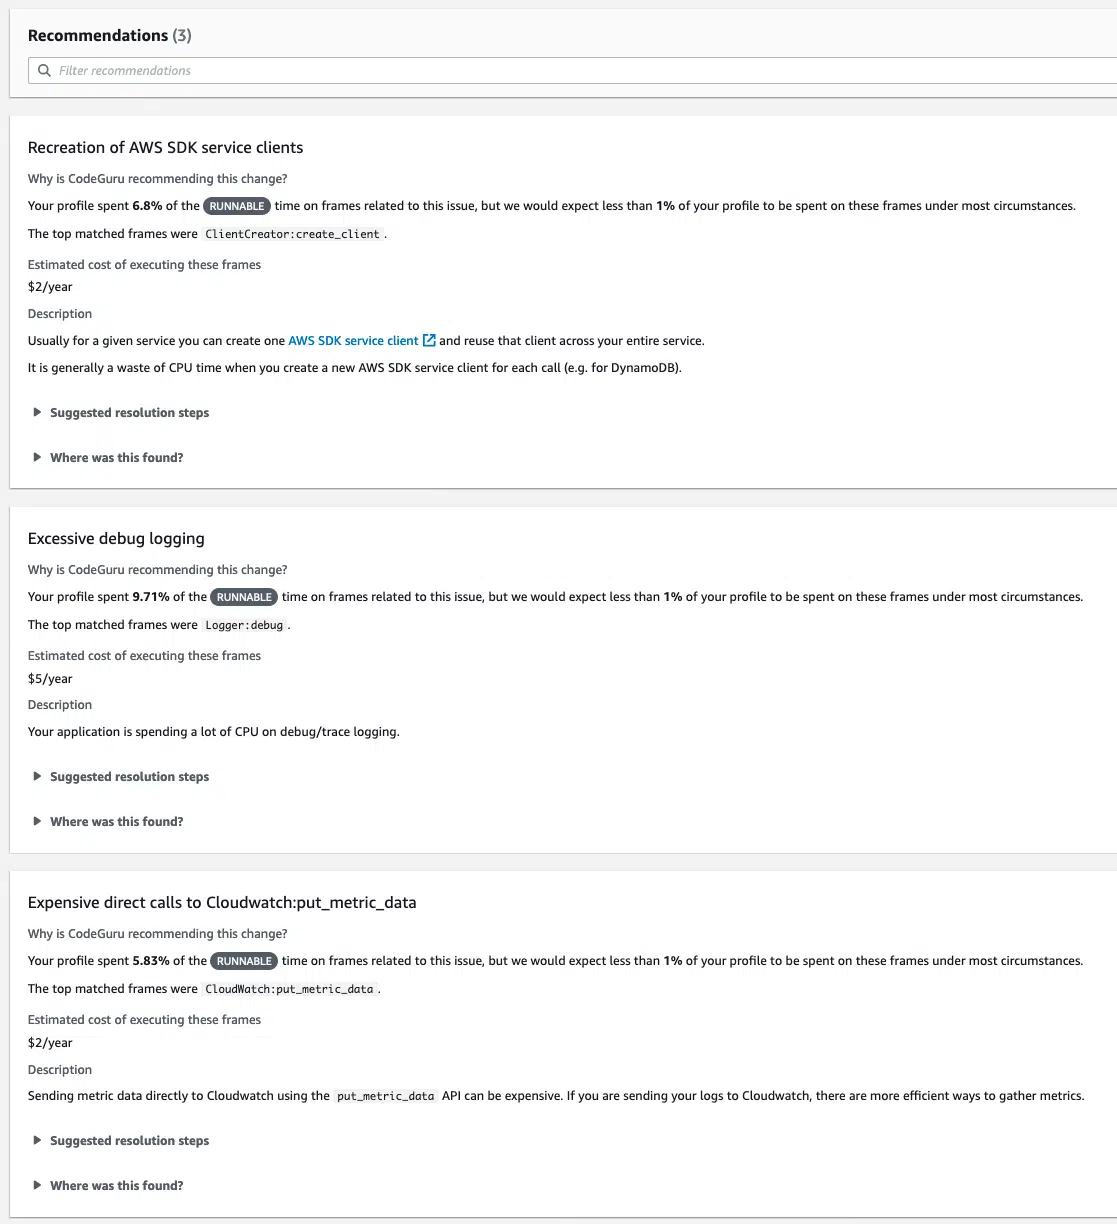 Recommendations (3)
Filter recommendations
Recreation of AWS SDK service clients
Why is CodeGuru recommending this change?
Your profile spent 6.8% of the RUNNABLE time on frames related to this issue, but we would expect less than 1% of your profile to be spent on these frames under most circumstances.
The top matched frames were ClientCreator:create_client .
Estimated cost of executing these frames
$2/year
Description
Usually for a given service you can create one AWS SDK service client and reuse that client across your entire service.
It is generally a waste of CPU time when you create a new AWS SDK service client for each call (e.g. for DynamoDB).
Suggested resolution steps
Where was this found?
Excessive debug logging
Why is CodeGuru recommending this change?
Your profile spent 9.71% of the RUNNABLE time on frames related to this issue, but we would expect less than 1% of your profile to be spent on these frames under most circumstances.
The top matched frames were Logger:debug .
Estimated cost of executing these frames
$5/year
Description
Your application is spending a lot of CPU on debug/trace logging.
Suggested resolution steps
Where was this found?
Expensive direct calls to Cloudwatch:put_metric_data
Why is CodeGuru recommending this change?
Your profile spent 5.83% of the RUNNABLE time on frames related to this issue, but we would expect less than 1% of your profile to be spent on these frames under most circumstances.
The top matched frames were CloudWatch:put_metric_data .
Estimated cost of executing these frames
$2/year
Description
Sending metric data directly to Cloudwatch using the put_metric_data API can be expensive. If you are sending your logs to Cloudwatch, there are more efficient ways to gather metrics.
Suggested resolution steps
Where was this found?